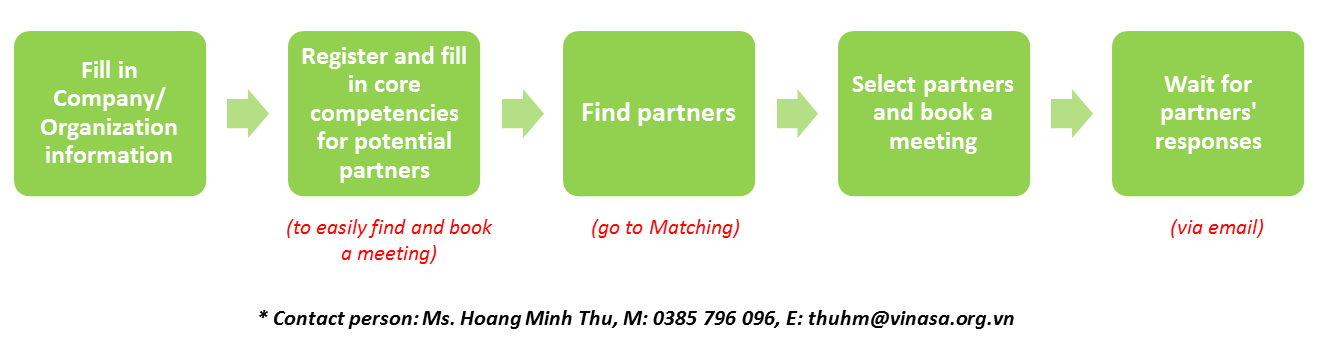 Fill in
Company/
Organization
information
Register and fill
in core
competencies
for potential
partners
Find partners
Select partners
and book a
meeting
Wait for
partners'
responses
(to easily find and book
a meeting)
(go to Matching)
(via email)
* Contact person: Ms. Hoang Minh Thu, M: 0385 796 096, E: thuhm@vinasa.org.vn